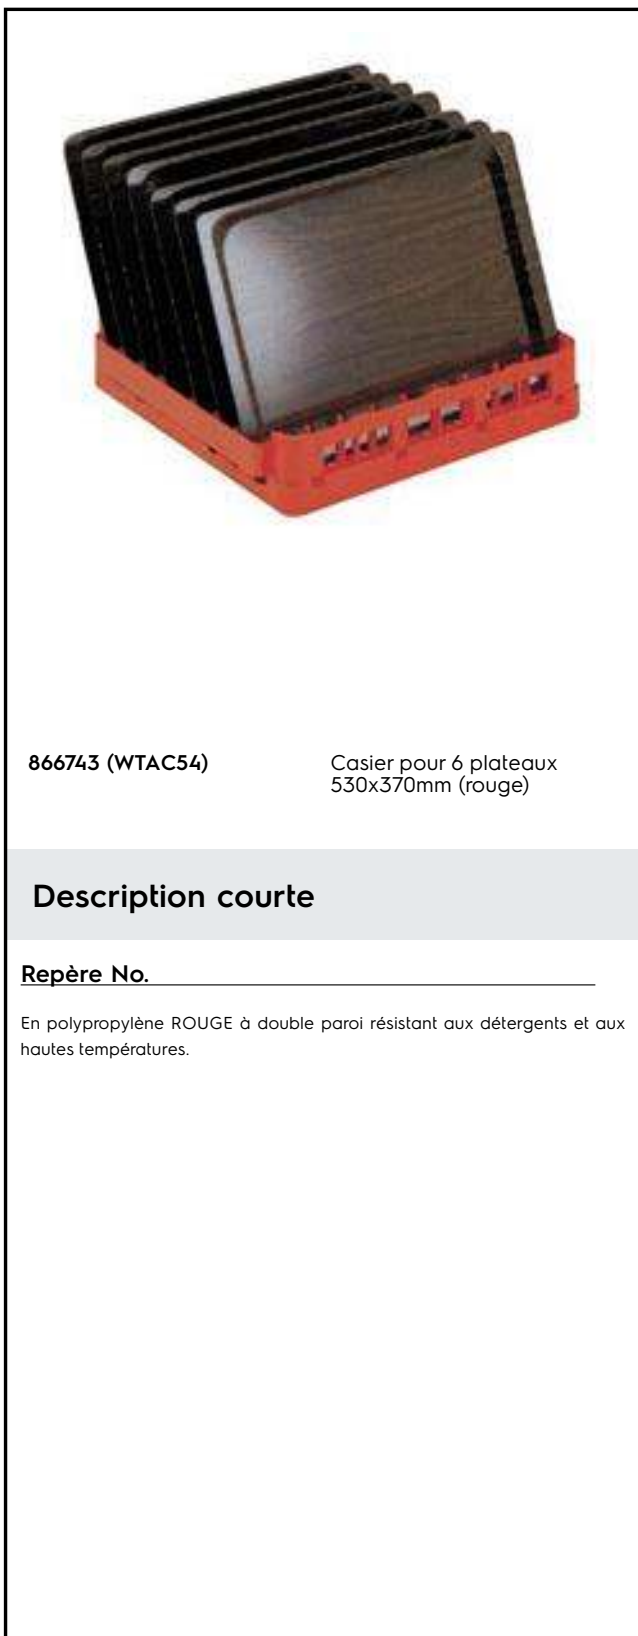 866743 (WTAC54)
Casier pour 6 plateaux
530x370mm (rouge)
Description courte
Repère No.
En polypropylène ROUGE à double paroi résistant aux détergents et aux
hautes températures.